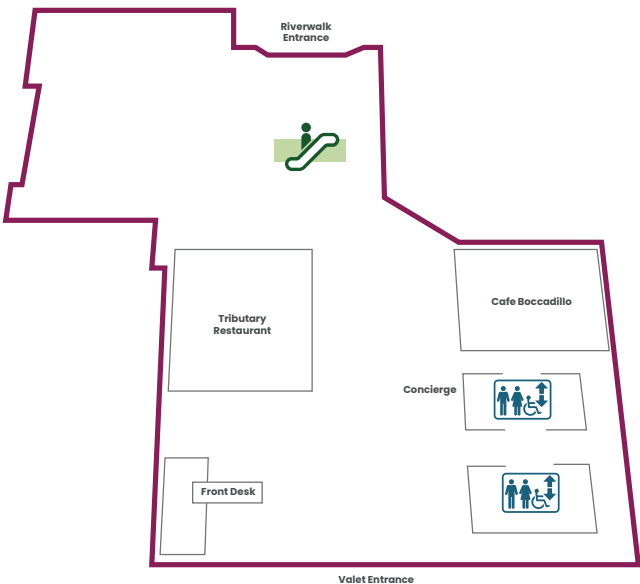 Riverwalk
Entrance
Tributary
Restaurant
Cafe Boccadillo
Concierge
Front Desk
Valet Entrance